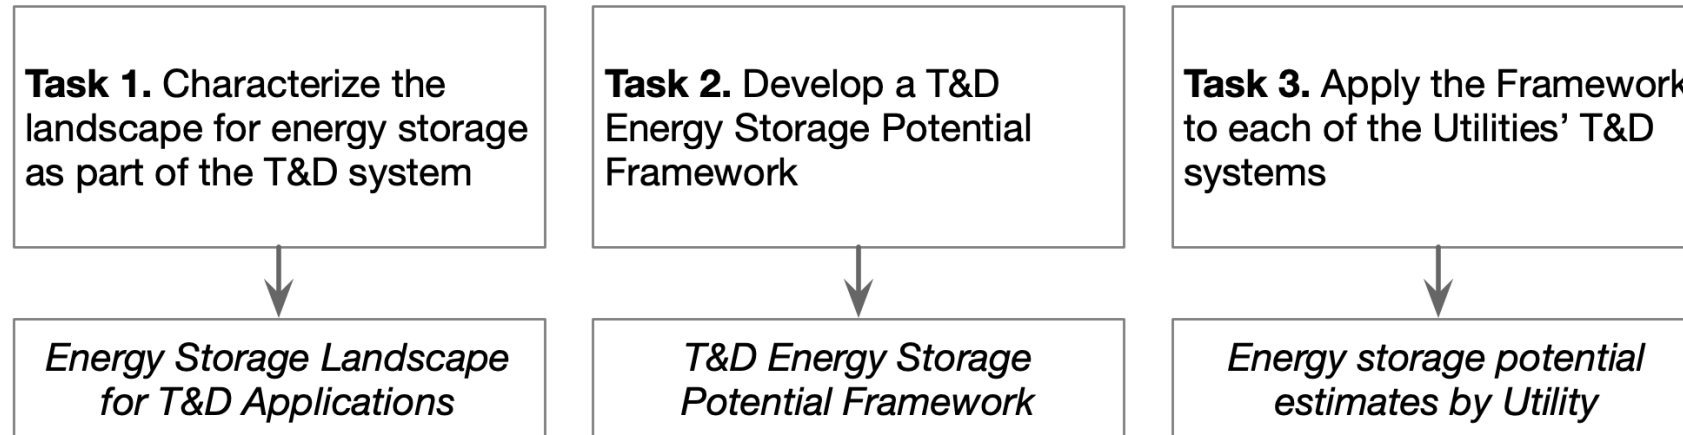 Task 1. Characterize the
landscape for energy storage
as part of the T&D system
Task 2. Develop a T&D
Energy Storage Potential
Framework
Task 3. Apply the Framework
to each of the Utilities’ T&D
systems
Energy Storage Landscape
for T&D Applications
T&D Energy Storage
Potential Framework
Energy storage potential
estimates by Utility